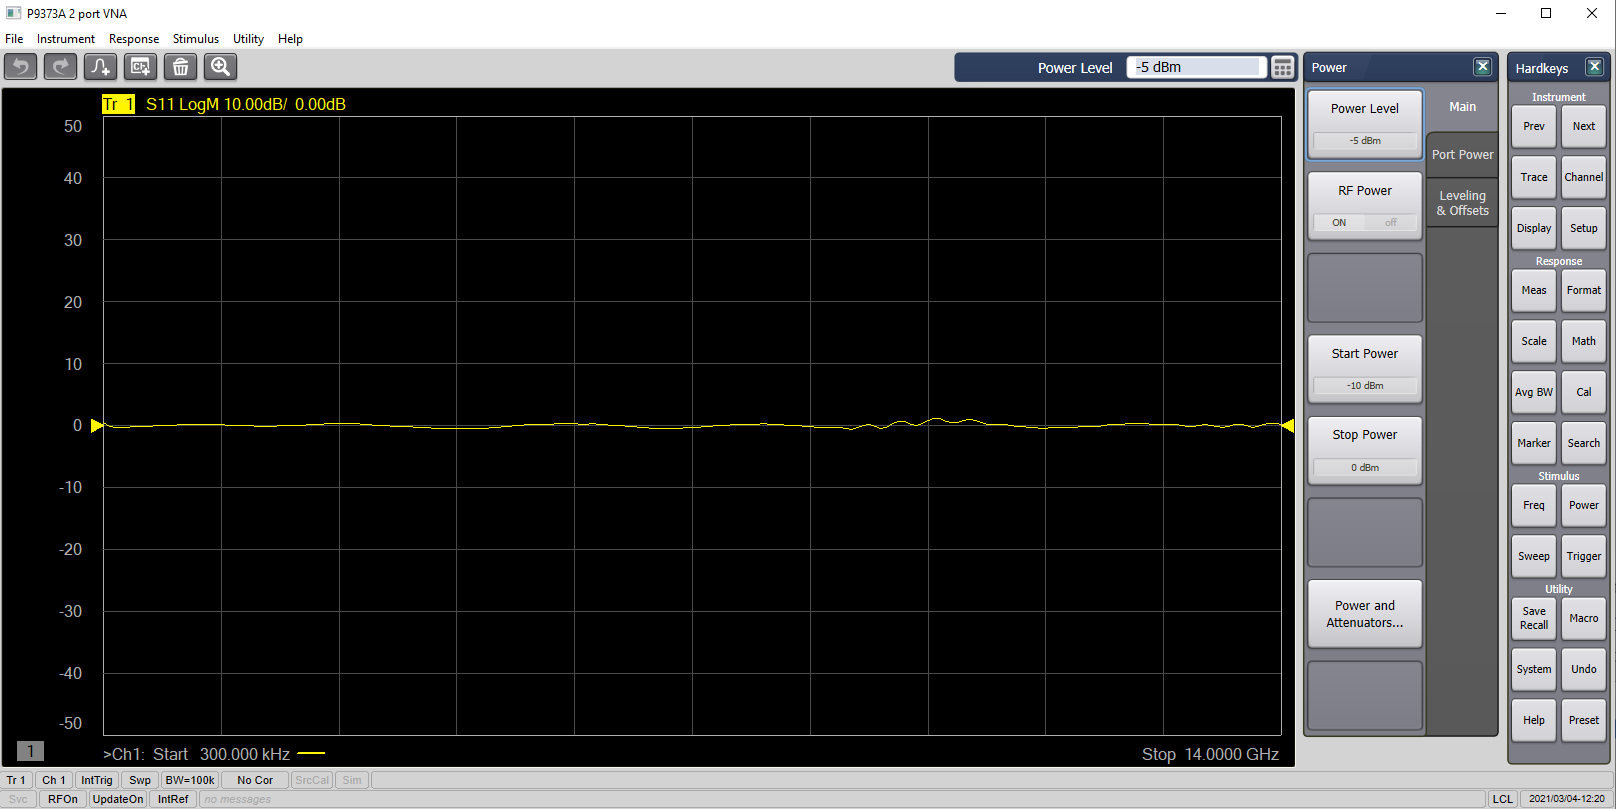 P9373A 2 port VNA
File Instrument Response Stimulus Utility Help
Power Level -5 dBm
Tr 1 S11 LogM 10.00dB/ 0.00dB
50
40
30
20
10
0
-10
-20
-30
-40
-50
1
>Ch1: Start 300.000 kHz
Stop 14.0000 GHz
Power
Power Level
-5 dBm
RF Power
ON off
Start Power
-10 dBm
Stop Power
0 dBm
Power and
Attenuators...
Main
Port Power
Leveling
& Offsets
Hardkeys
Instrument
Prev Next
Trace Channel
Display Setup
Response
Meas Format
Scale Math
Avg BW Cal
Marker Search
Stimulus
Freq Power
Sweep Trigger
Utility
Save
Recall
Macro
System Undo
Help Preset
Tr 1 Ch 1 IntTrig Swp BW=100k No Cor SrcCal Sim
Svc RFOn UpdateOn IntRef no messages LCL 2021/03/04-12:20